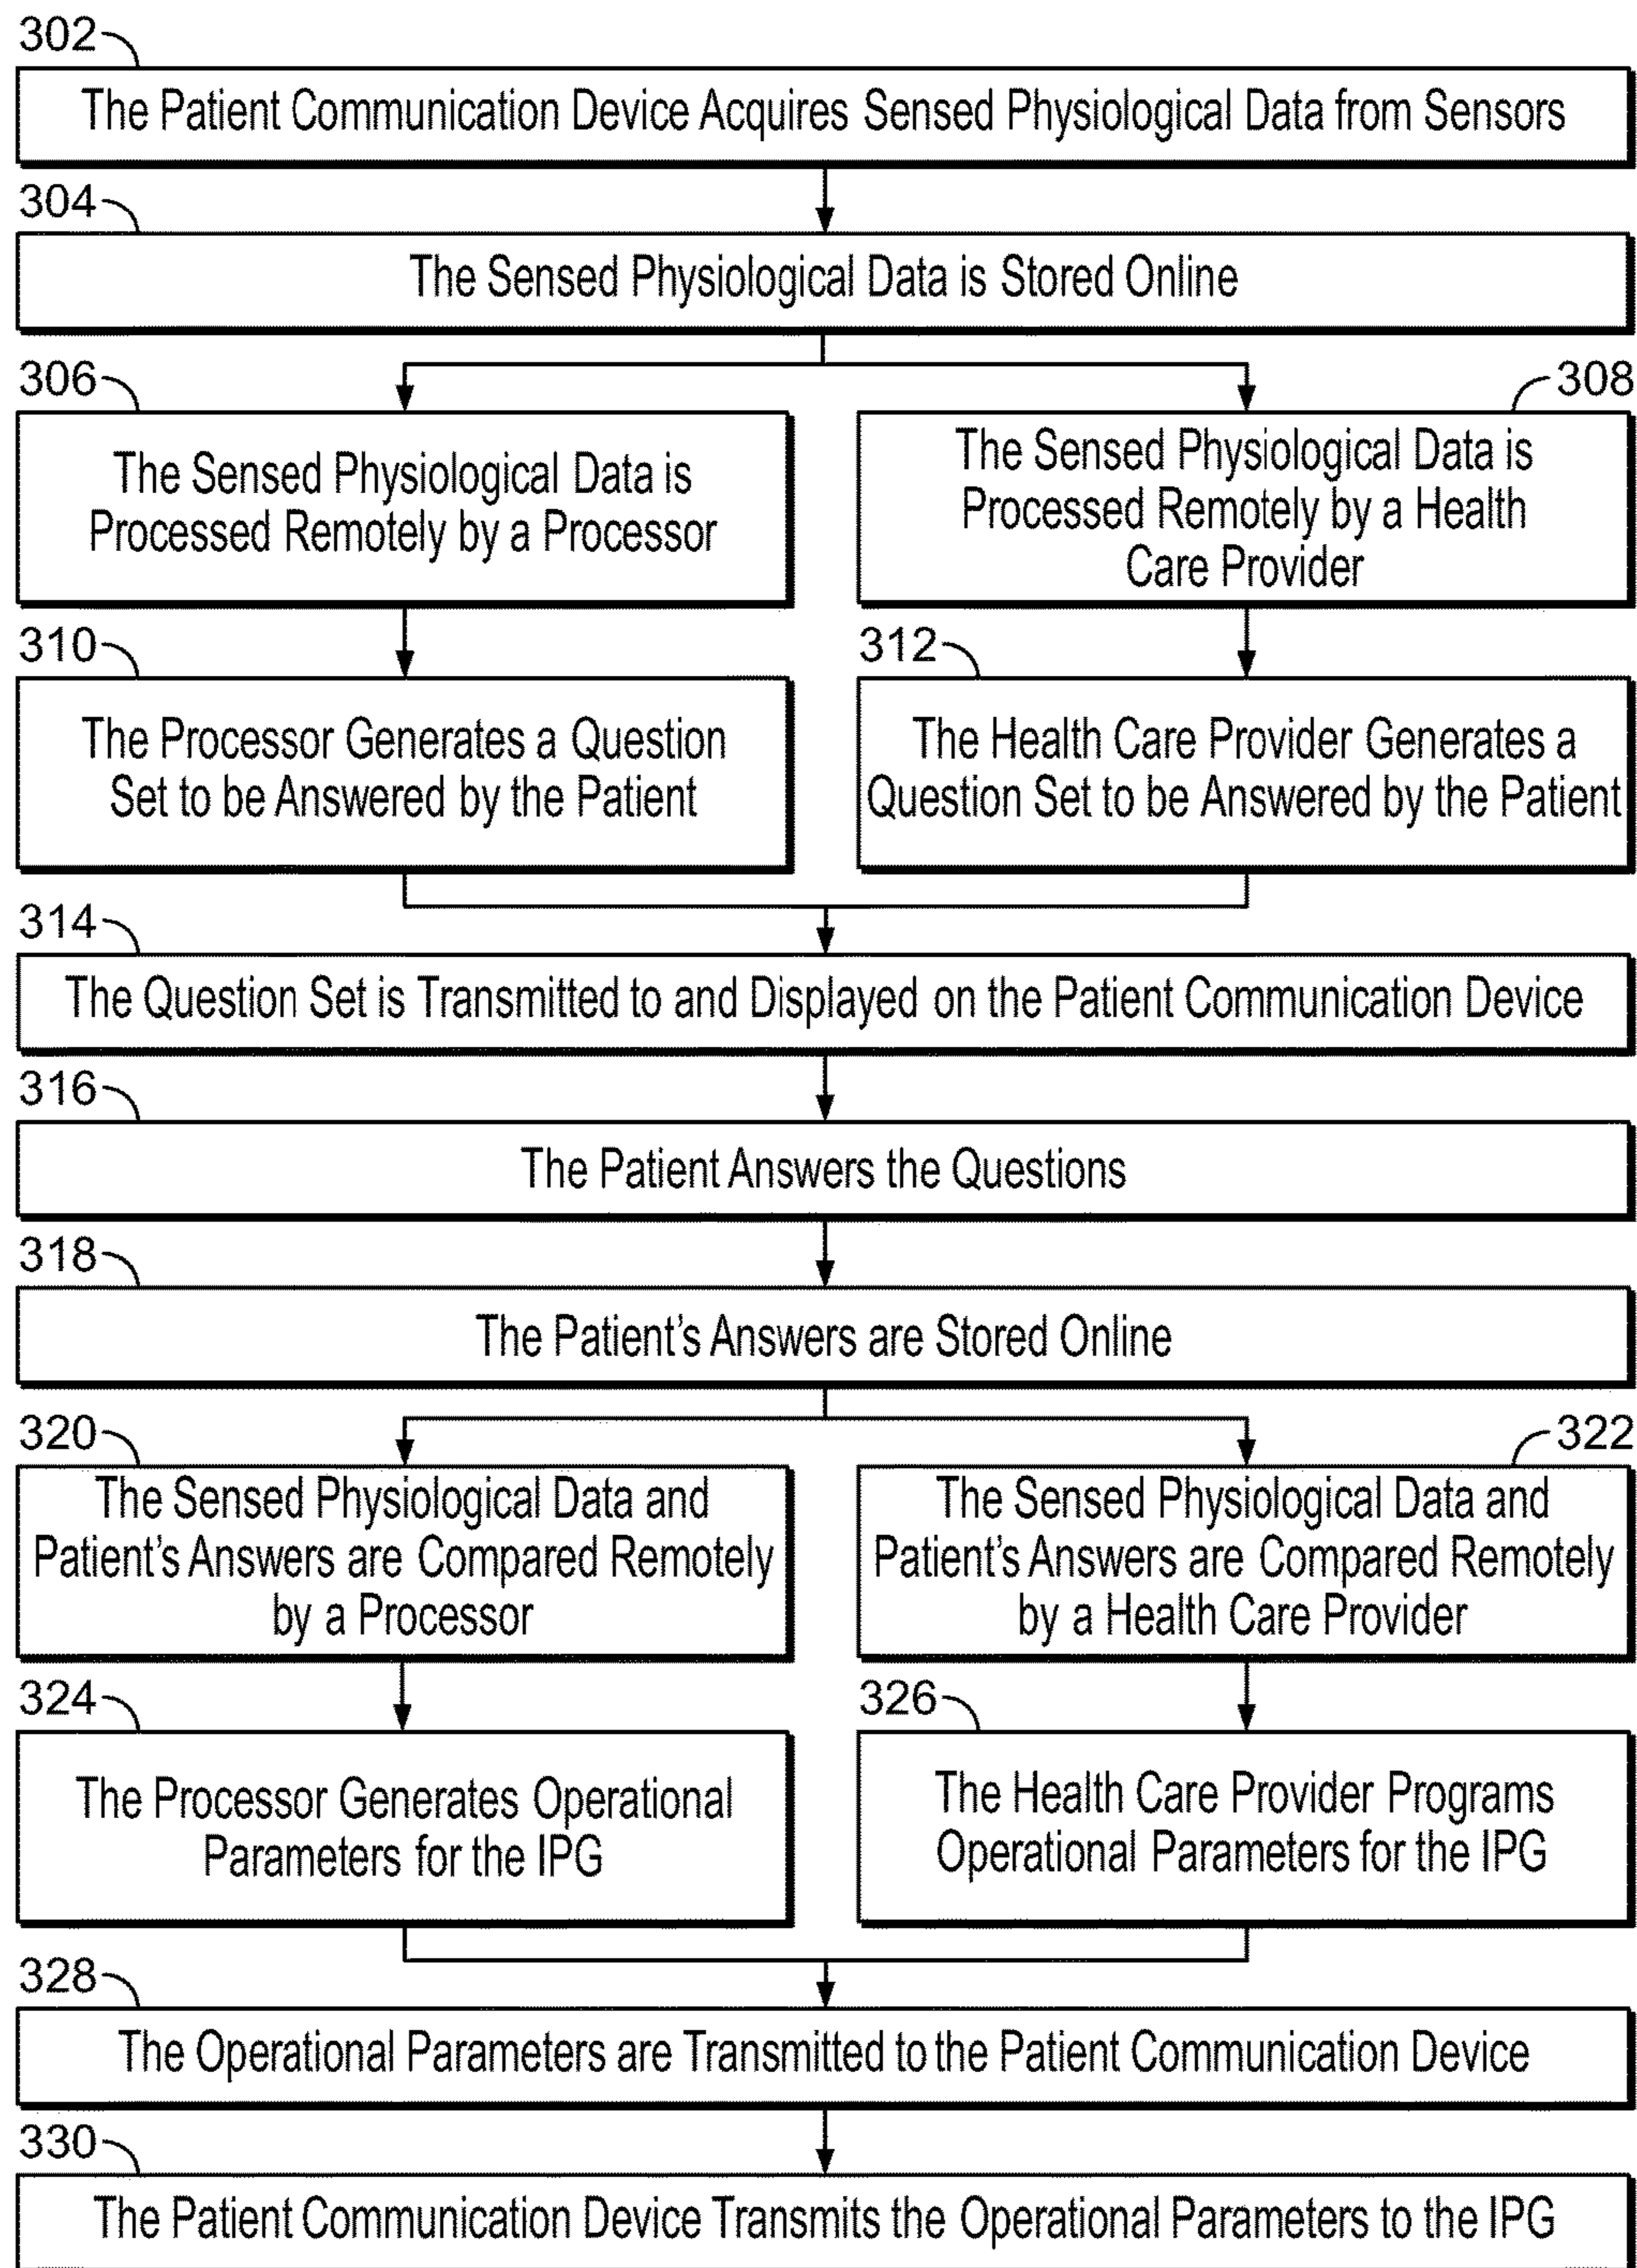 302
The Patient Communication Device Acquires Sensed Physiological Data from Sensors
304
The Sensed Physiological Data is Stored Online
306
The Sensed Physiological Data is
Processed Remotely by a Processor
308
The Sensed Physiological Data is
Processed Remotely by a Health
Care Provider
310
The Processor Generates a Question
Set to be Answered by the Patient
312
The Health Care Provider Generates a
Question Set to be Answered by the Patient
314
The Question Set is Transmitted to and Displayed on the Patient Communication Device
316
The Patient Answers the Questions
318
The Patient's Answers are Stored Online
320
The Sensed Physiological Data and
Patient's Answers are Compared Remotely
by a Processor
322
The Sensed Physiological Data and
Patient's Answers are Compared Remotely
by a Health Care Provider
324
The Processor Generates Operational
Parameters for the IPG
326
The Health Care Provider Programs
Operational Parameters for the IPG
328
The Operational Parameters are Transmitted to the Patient Communication Device
330
The Patient Communication Device Transmits the Operational Parameters to the IPG